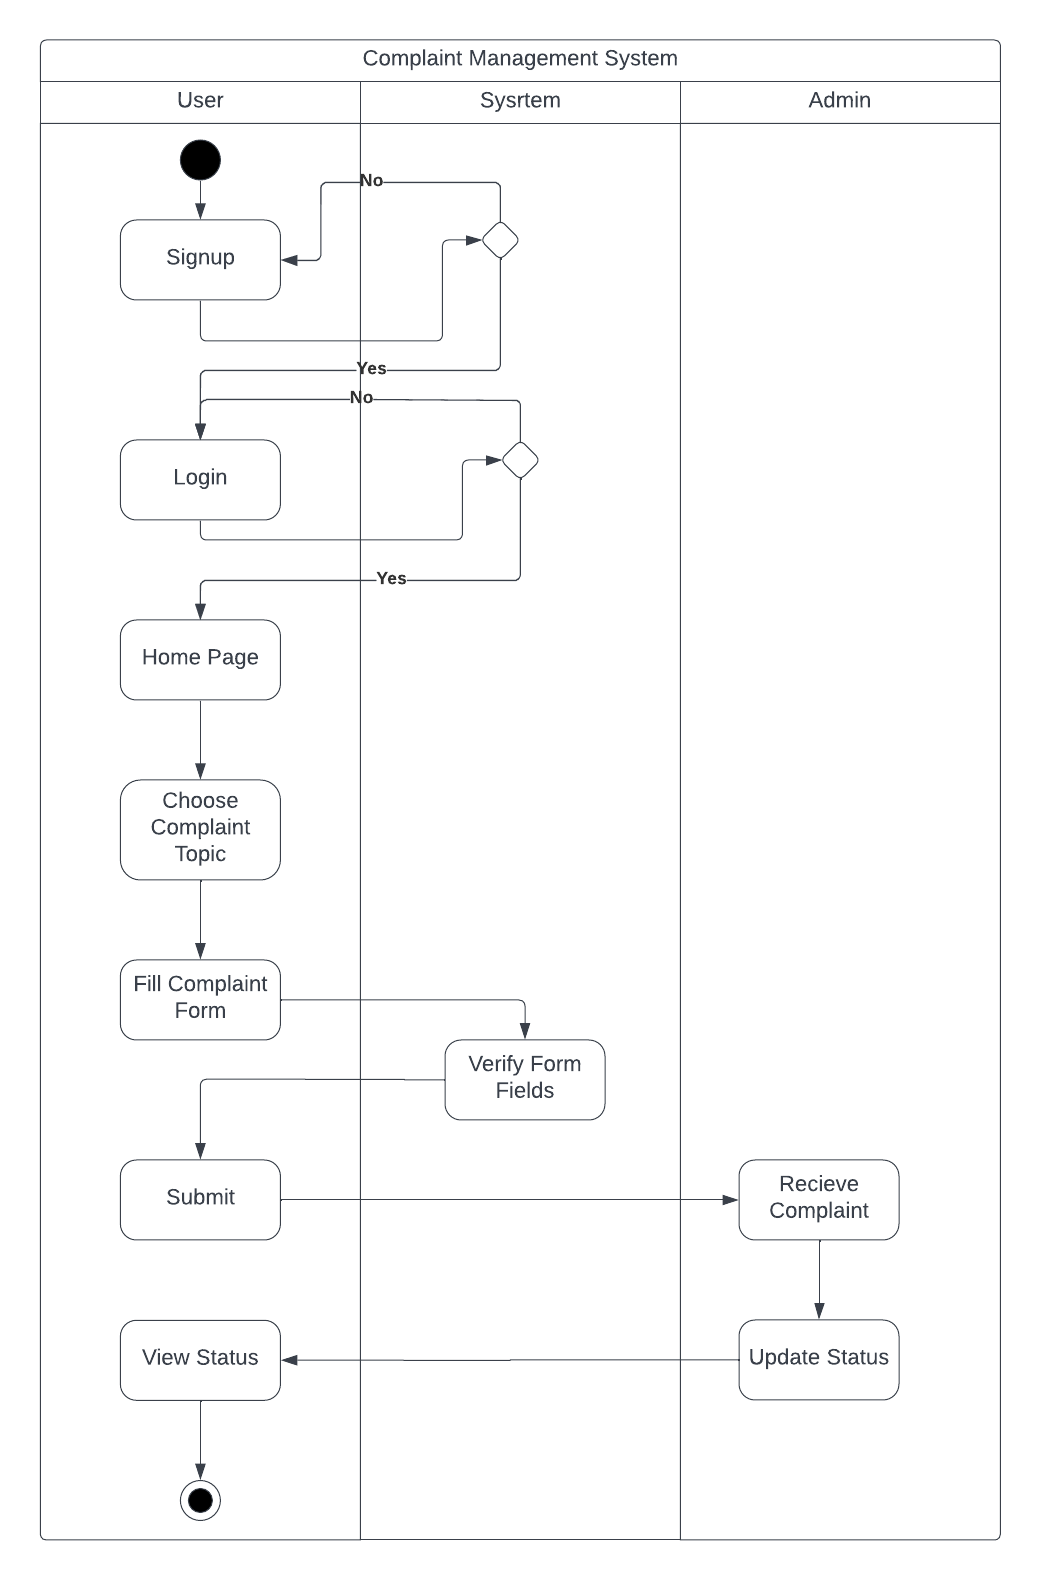 Complaint Management System
User
Sysrtem
Admin
No
Signup
Yes
No
Login
Yes
Home Page
Choose
Complaint
Topic
Fill Complaint
Form
Verify Form
Fields
Submit
Recieve
Complaint
View Status
Update Status